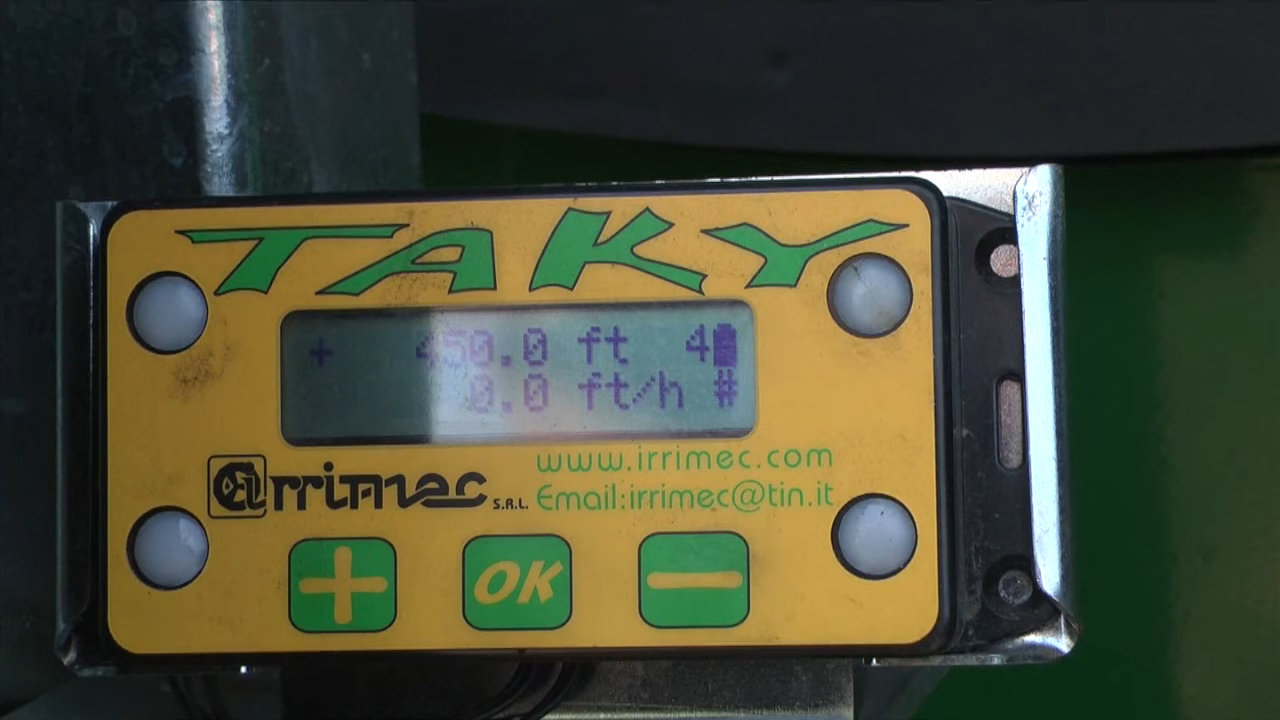 TAKY
+ 450.0 ft 4
0.0 ft/h #
irrimec S.R.L.
www.irrimec.com
Email:irrimec@tin.it
+ OK −